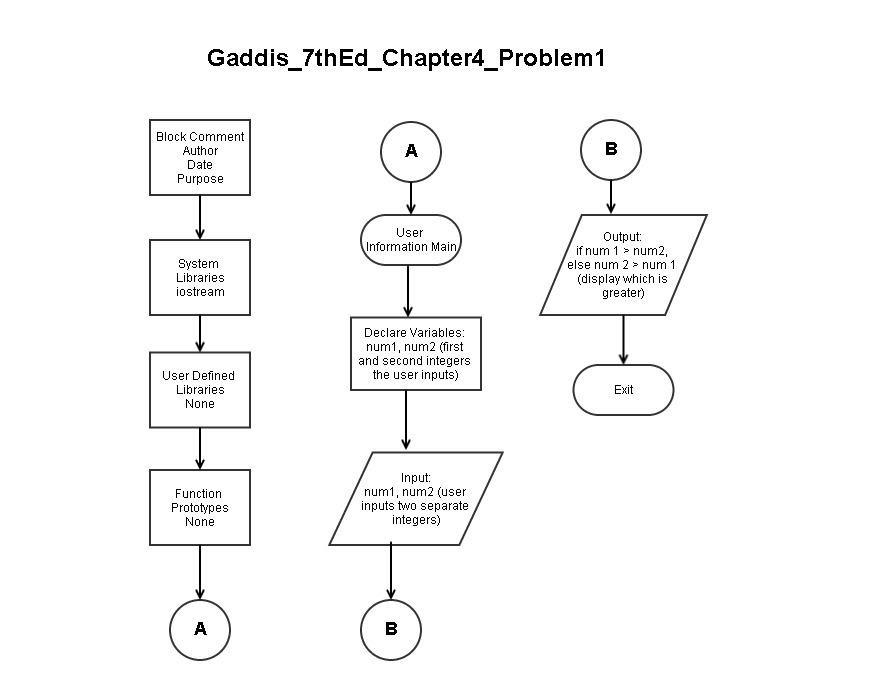 Gaddis_7thEd_Chapter4_Problem1
Block Comment
Author
Date
Purpose
System
Libraries
iostream
User Defined
Libraries
None
Function
Prototypes
None
A
A
User
Information Main
Declare Variables:
num1, num2 (first
and second integers
the user inputs)
Input:
num1, num2 (user
inputs two separate
integers)
B
B
Output:
if num 1 > num2,
else num 2 > num 1
(display which is
greater)
Exit